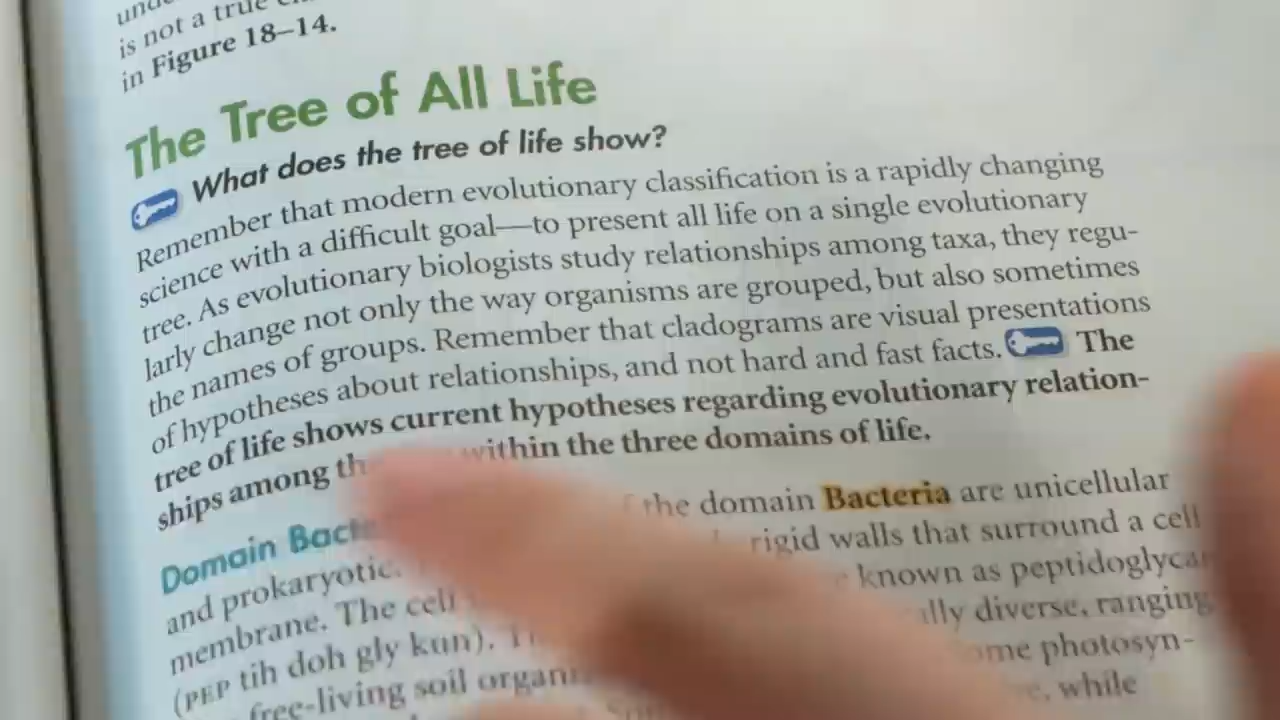 is not a true
in Figure 18–14.
The Tree of All Life
What does the tree of life show?
Remember that modern evolutionary classification is a rapidly changing
science with a difficult goal—to present all life on a single evolutionary
tree. As evolutionary biologists study relationships among taxa, they regu-
larly change not only the way organisms are grouped, but also sometimes
the names of groups. Remember that cladograms are visual presentations
of hypotheses about relationships, and not hard and fast facts. The
tree of life shows current hypotheses regarding evolutionary relation-
ships among within the three domains of life.
Domain the domain Bacteria are unicellular
and prokaryotic. rigid walls that surround a cell
membrane. The cell known as
(PEP tih doh gly kun). diverse, ranging
free-living soil photosyn-
while